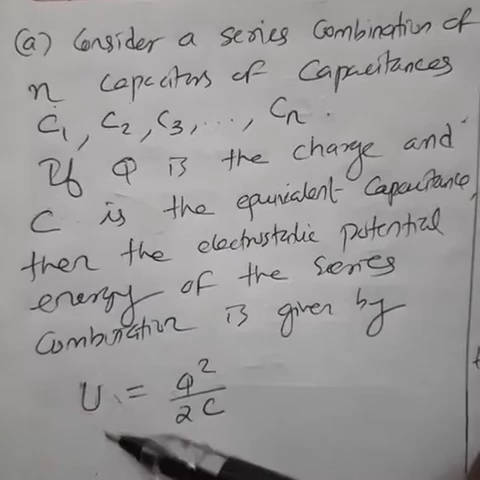 (a) Consider a series Combination of
n capacitors of Capacitances
C₁, C₂, C₃, ..., Cn.
If Q is the charge and
C is the equivalent Capacitance,
then the electrostatic potential
energy of the series
Combination is given by
U = Q²/2C